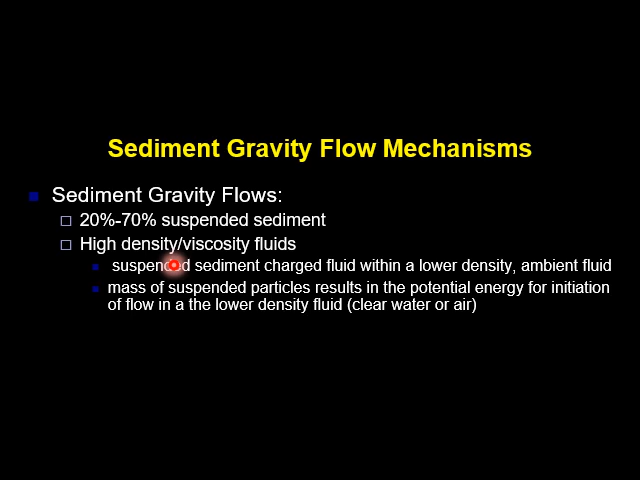 Sediment Gravity Flow Mechanisms
Sediment Gravity Flows:
20%-70% suspended sediment
High density/viscosity fluids
suspended sediment charged fluid within a lower density, ambient fluid
mass of suspended particles results in the potential energy for initiation
of flow in a the lower density fluid (clear water or air)